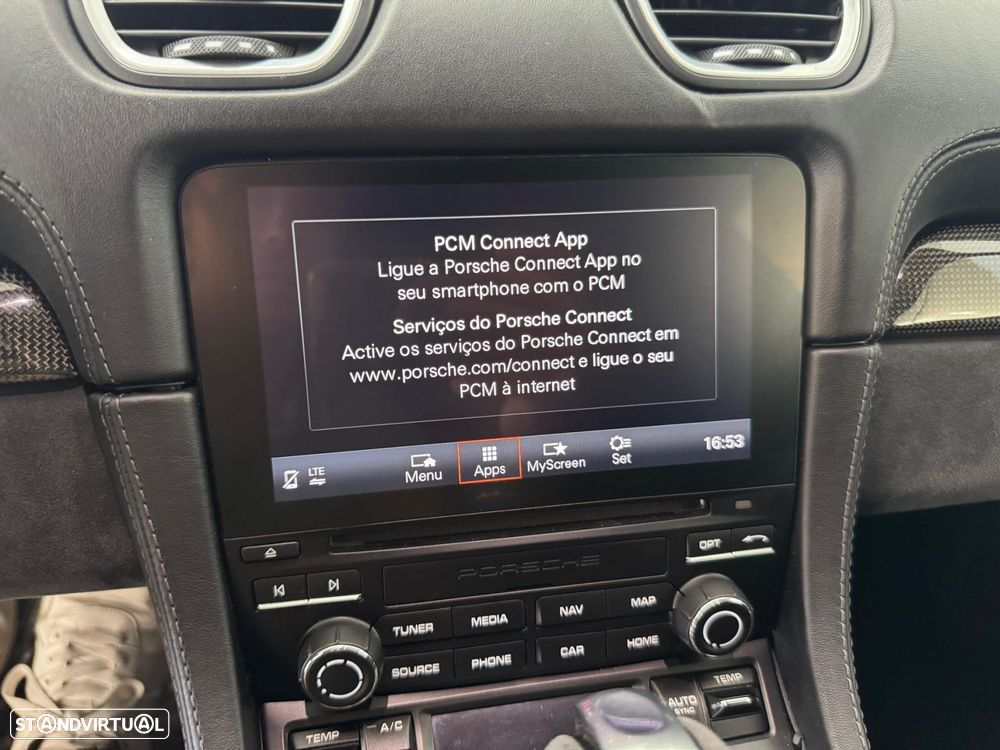 PCM Connect App
Ligue a Porsche Connect App no
seu smartphone com o PCM
Serviços do Porsche Connect
Active os serviços do Porsche Connect em
www.porsche.com/connect e ligue o seu
PCM à internet
LTE
Menu
Apps
MyScreen
Set
16:53
OPT
PORSCHE
TUNER
MEDIA
NAV
MAP
SOURCE
PHONE
CAR
HOME
TEMP
A/C
AUTO
SYNC
TEMP
STANDVIRTUAL